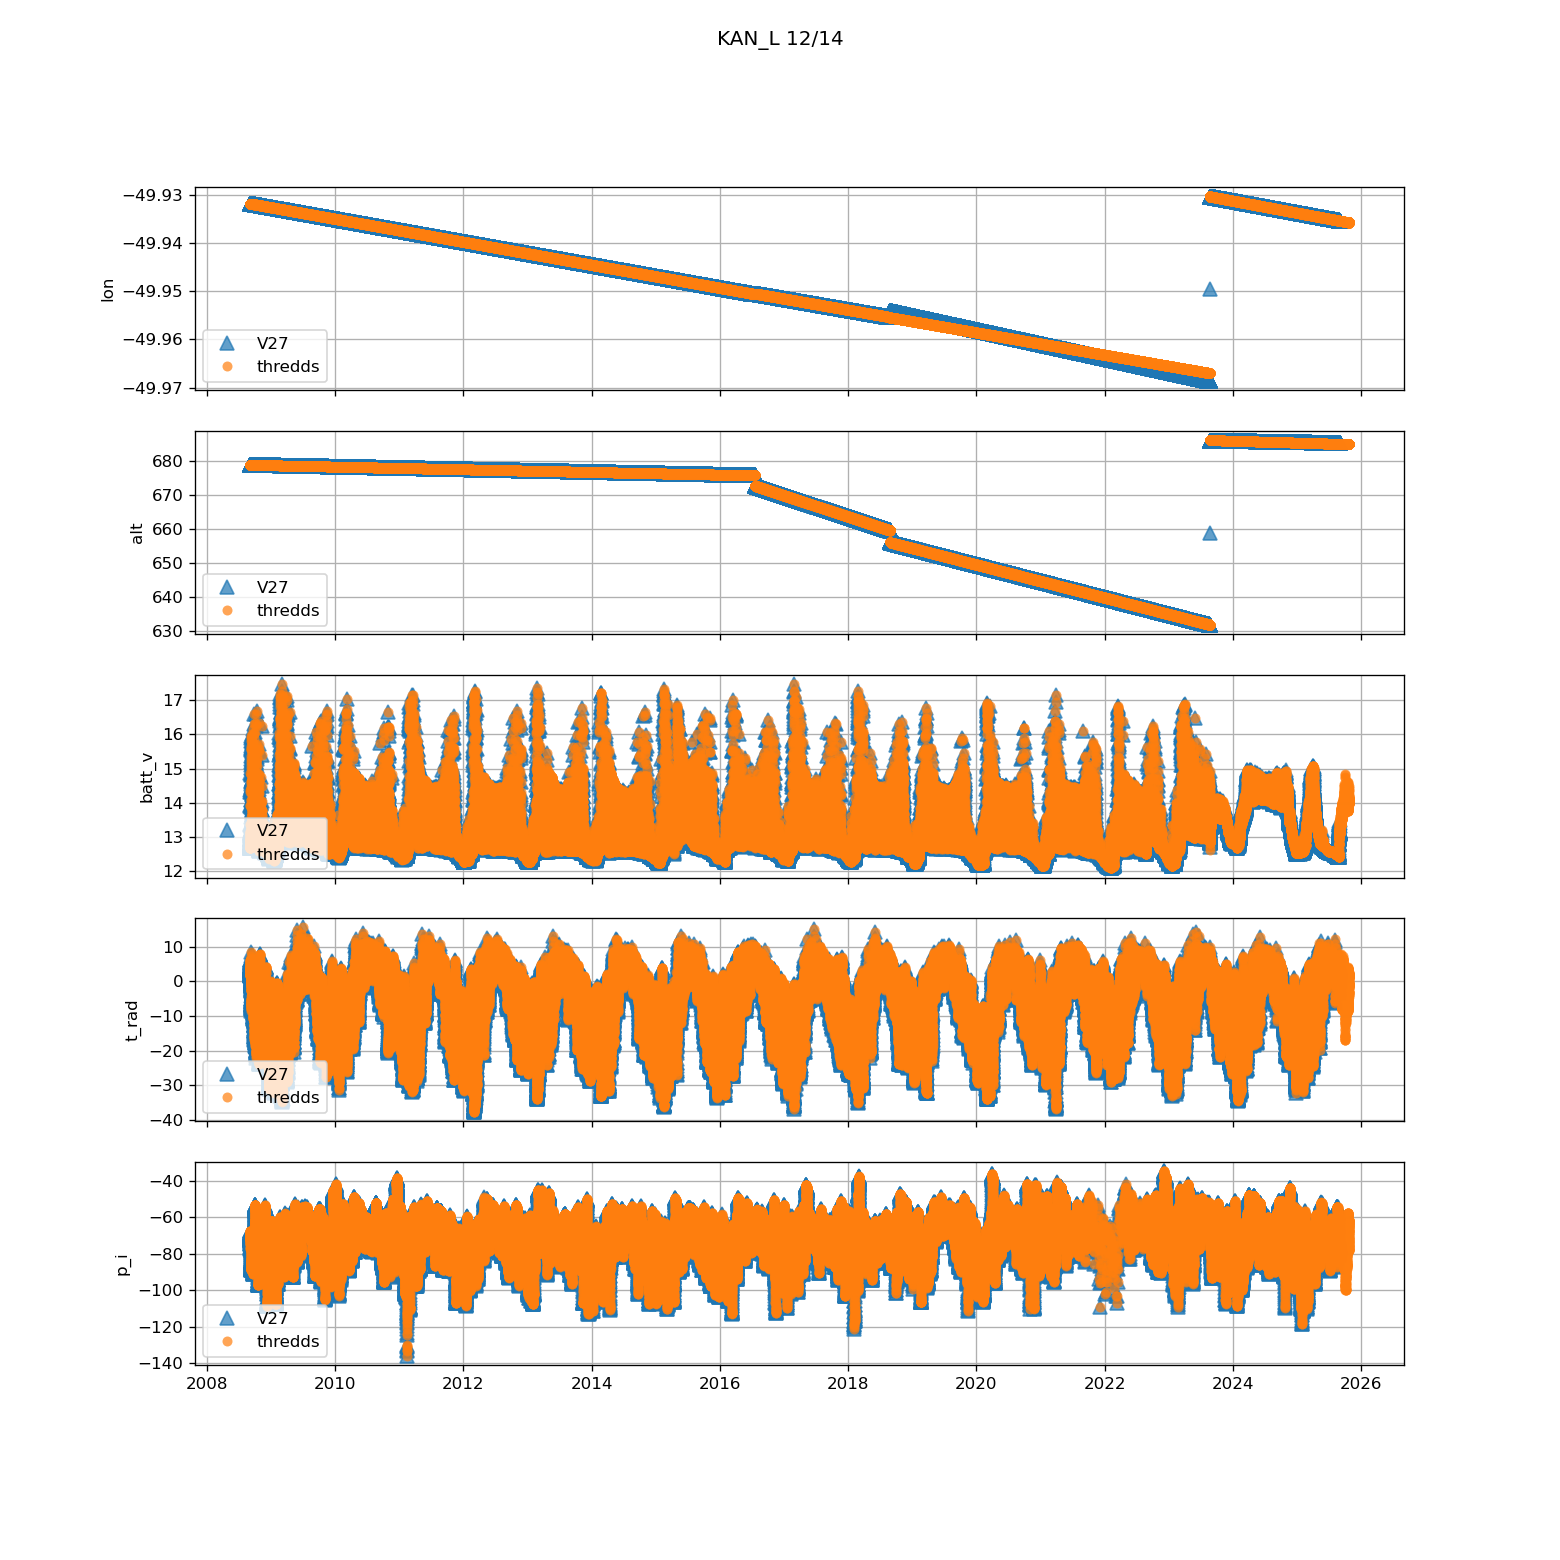 KAN_L 12/14
−49.93
−49.94
−49.95
−49.96
−49.97
lon
V27
thredds
680
670
660
650
640
630
alt
V27
thredds
17
16
15
14
13
12
batt_v
V27
thredds
10
0
−10
−20
−30
−40
t_rad
V27
thredds
−40
−60
−80
−100
−120
−140
p_i
V27
thredds
2008 2010 2012 2014 2016 2018 2020 2022 2024 2026